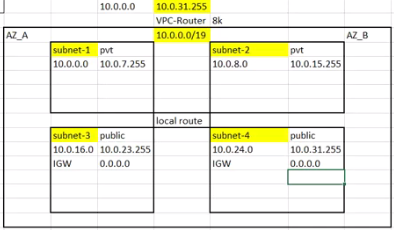 10.0.0.0 10.0.31.255
VPC-Router 8k
AZ_A 10.0.0.0/19 AZ_B
subnet-1 pvt subnet-2 pvt
10.0.0.0 10.0.7.255 10.0.8.0 10.0.15.255
local route
subnet-3 public subnet-4 public
10.0.16.0 10.0.23.255 10.0.24.0 10.0.31.255
IGW 0.0.0.0 IGW 0.0.0.0